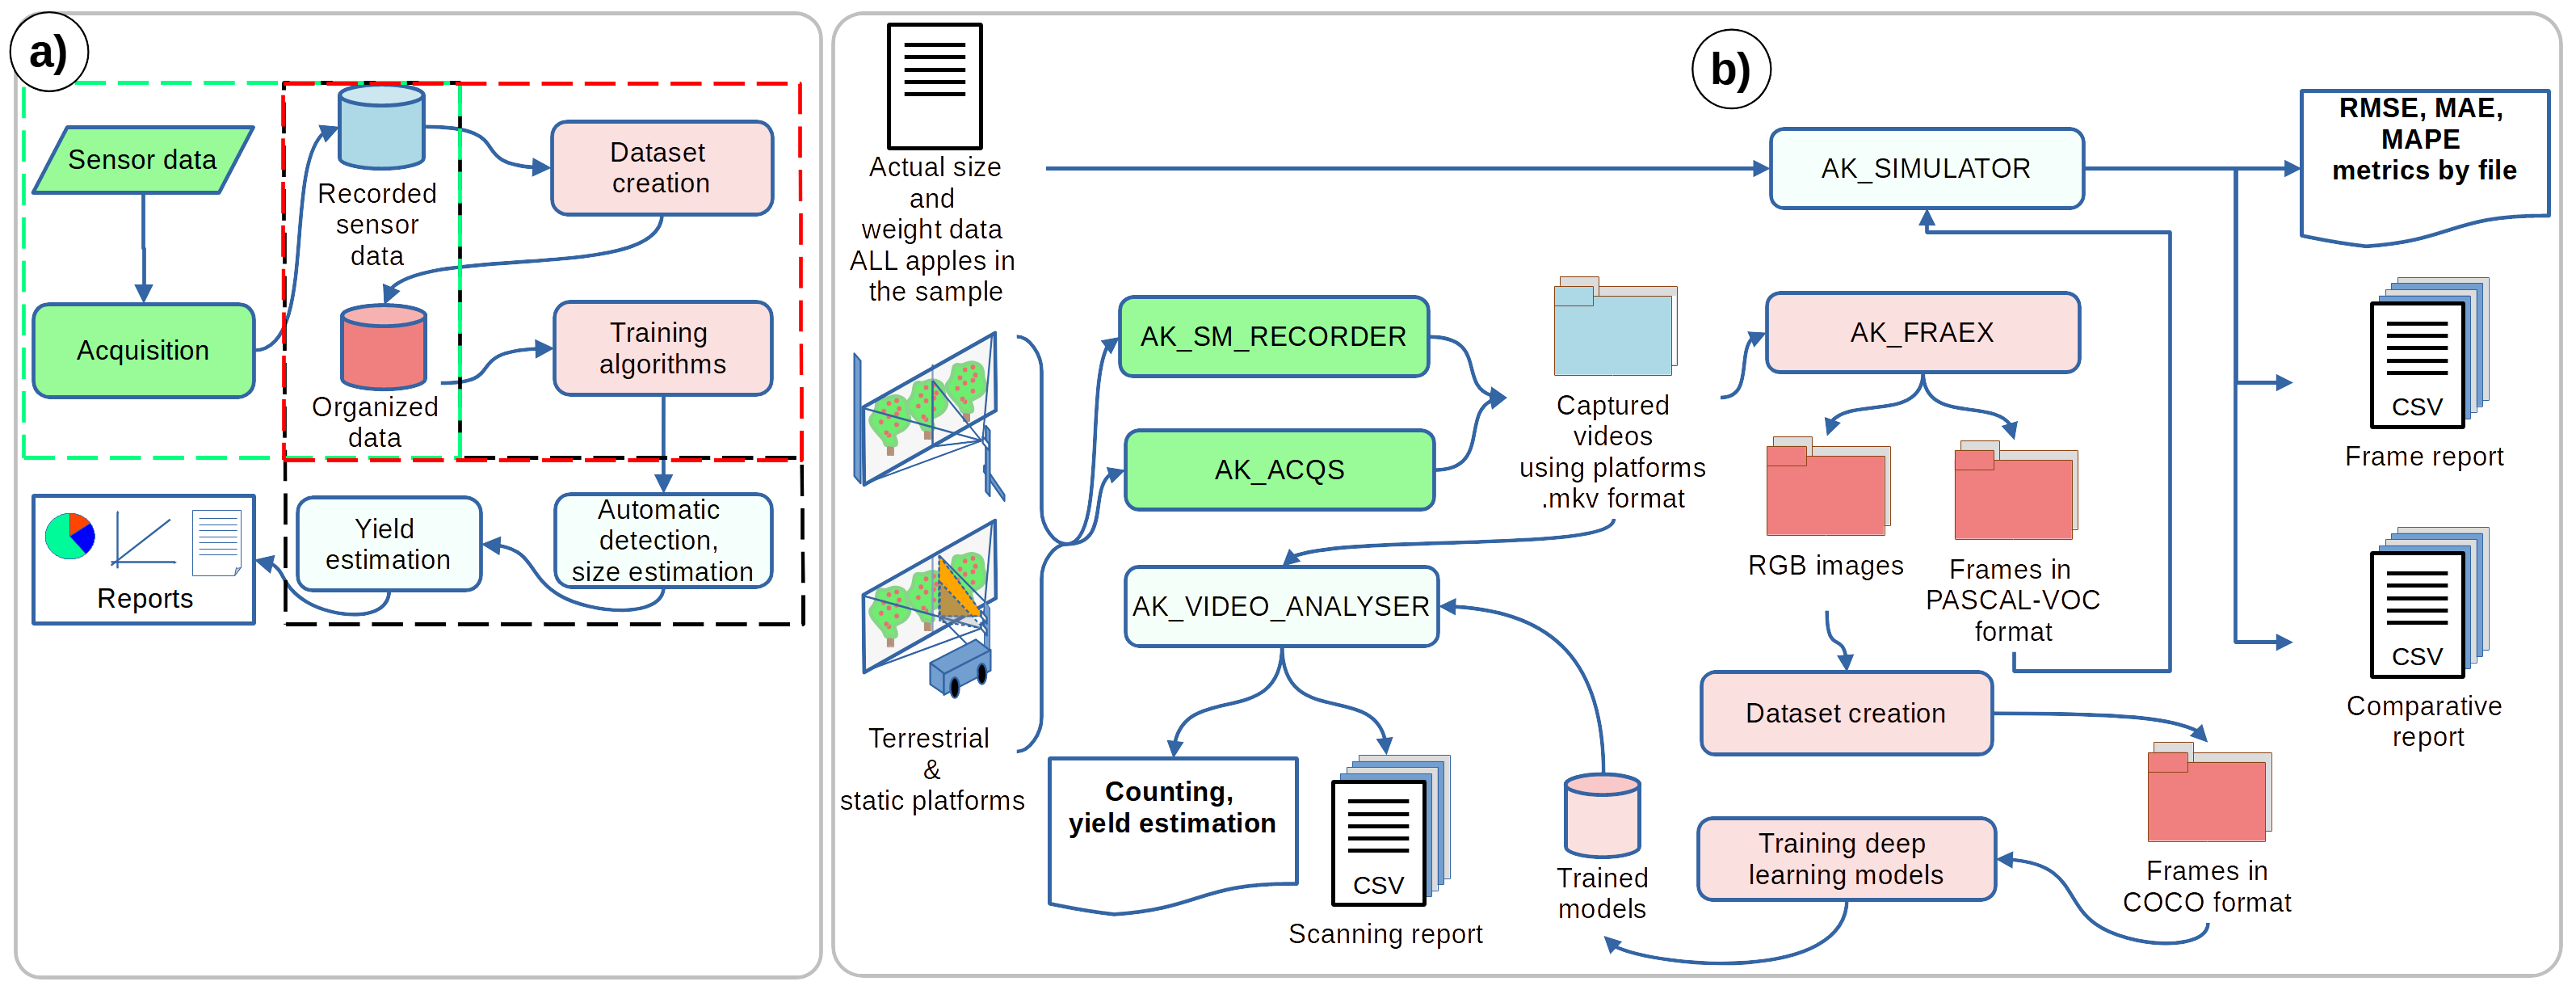 a)
Sensor data
Acquisition
Recorded
sensor
data
Organized
data
Dataset
creation
Training
algorithms
Automatic
detection,
size estimation
Yield
estimation
Reports
b)
Actual size
and
weight data
ALL apples in
the sample
Terrestrial
&
static platforms
AK_SM_RECORDER
AK_ACQS
Captured
videos
using platforms
.mkv format
AK_VIDEO_ANALYSER
Counting,
yield estimation
CSV
Scanning report
Trained
models
AK_SIMULATOR
AK_FRAEX
RGB images
Frames in
PASCAL-VOC
format
Dataset creation
Training deep
learning models
Frames in
COCO format
RMSE, MAE,
MAPE
metrics by file
CSV
Frame report
CSV
Comparative
report